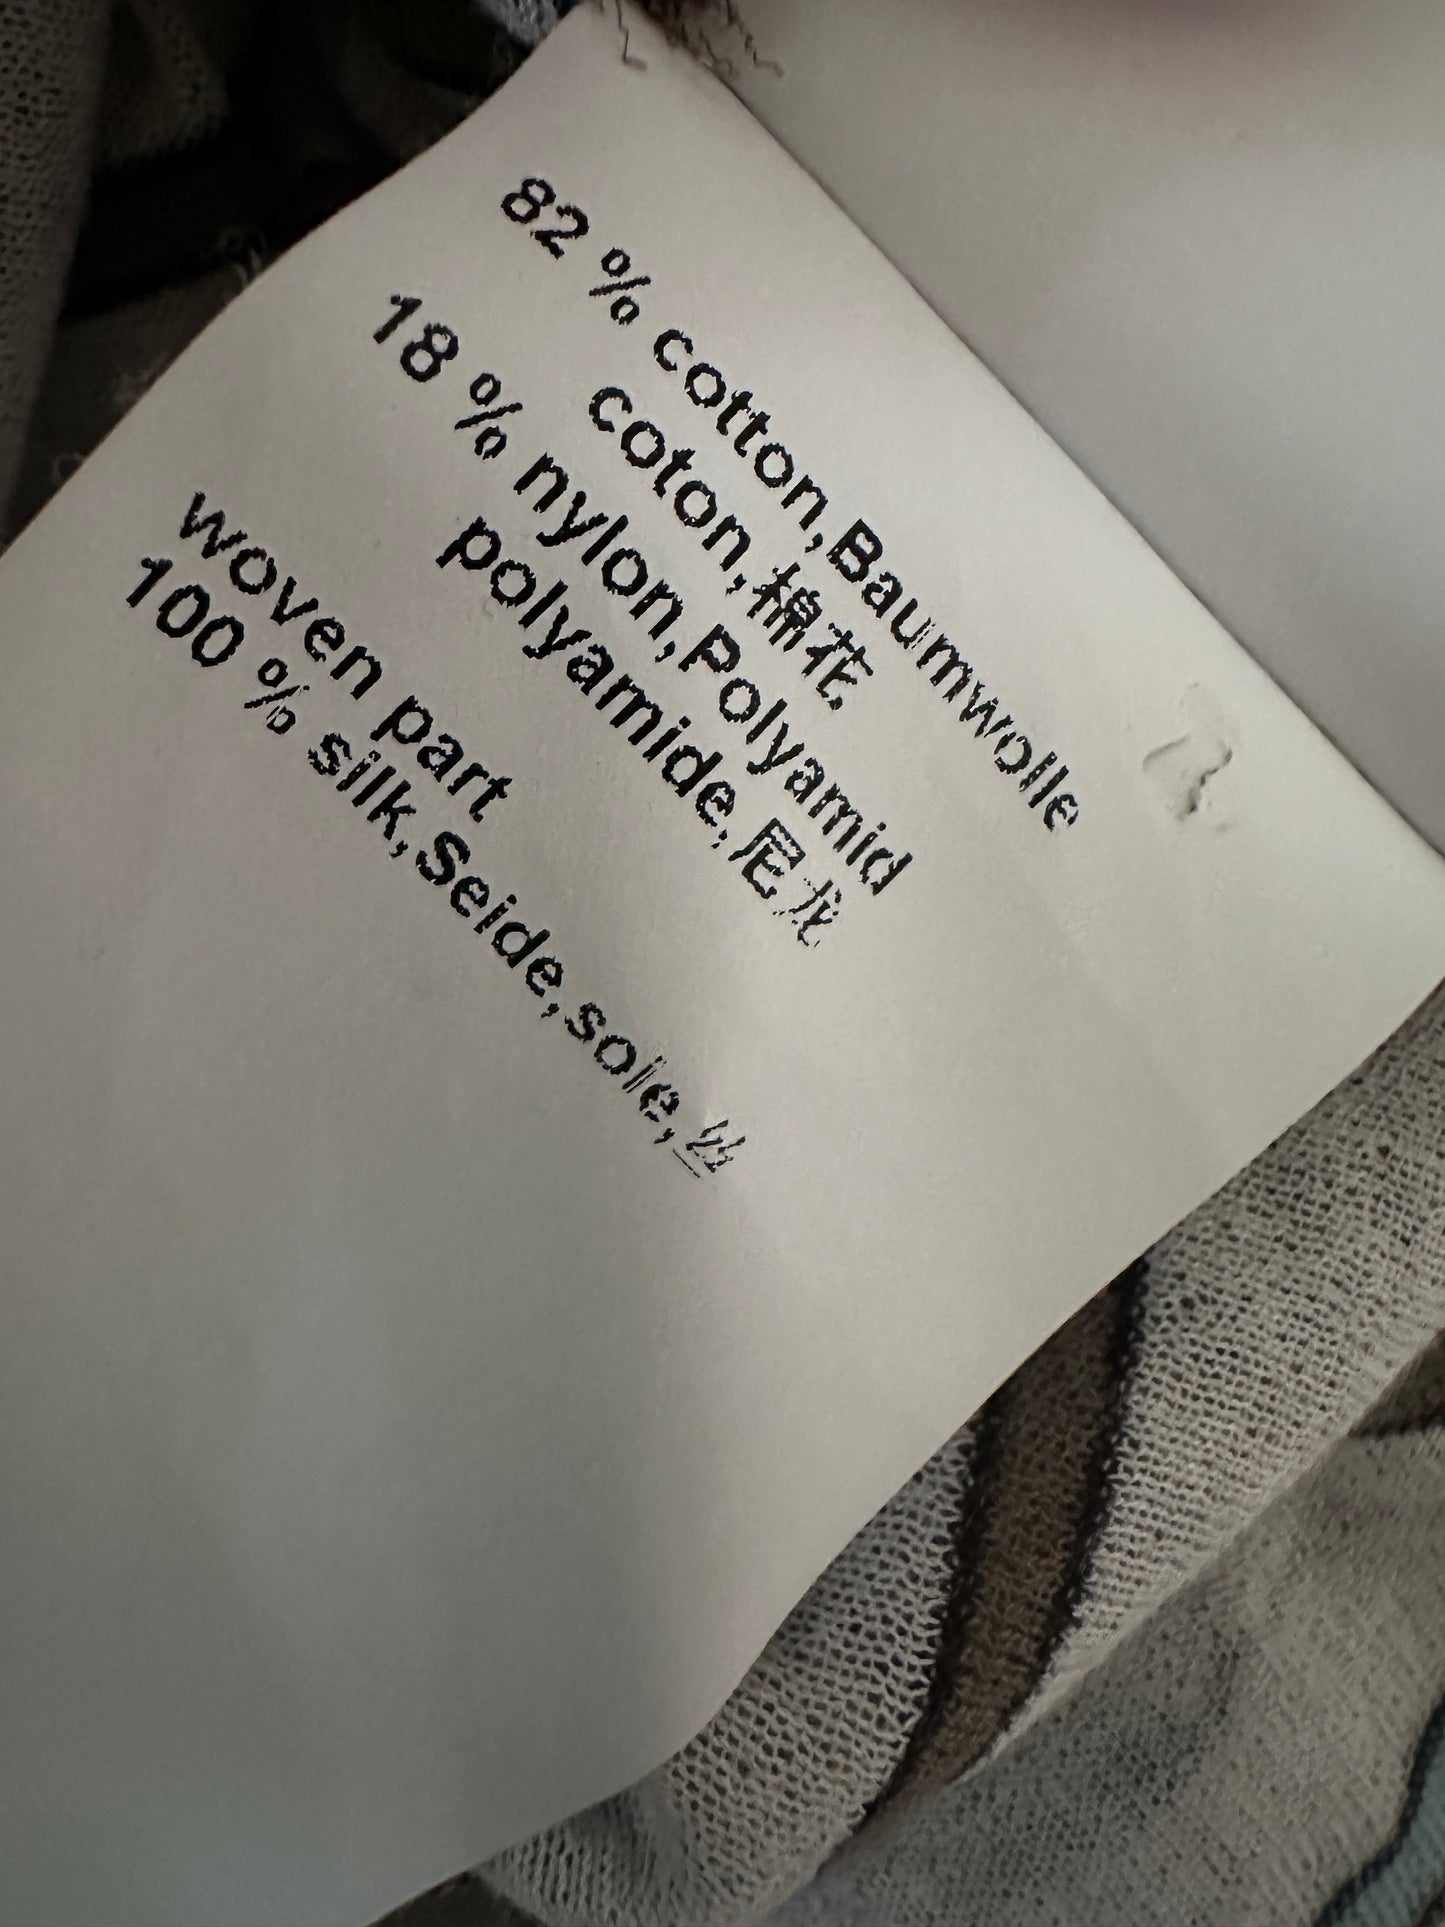 82 % cotton,Baumwolle
coton,棉花
18 % nylon,Polyamid
polyamide,尼龙
woven part
100 % silk,Seide,soie,丝